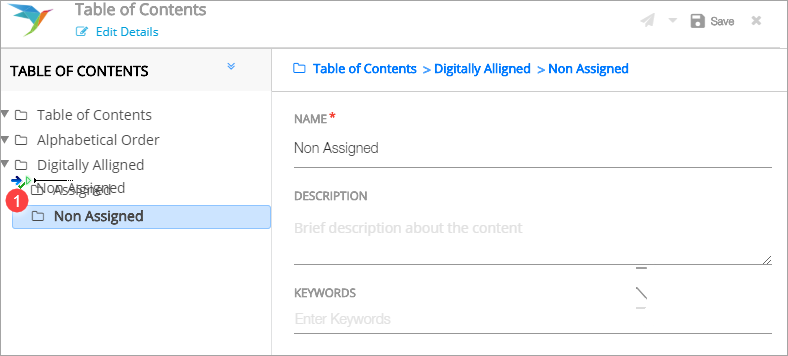 Table of Contents
Edit Details
Save
TABLE OF CONTENTS
Table of Contents > Digitally Alligned > Non Assigned
Table of Contents
Alphabetical Order
Digitally Alligned
Non Assigned
Assigned
1
Non Assigned
NAME *
Non Assigned
DESCRIPTION
Brief description about the content
KEYWORDS
Enter Keywords